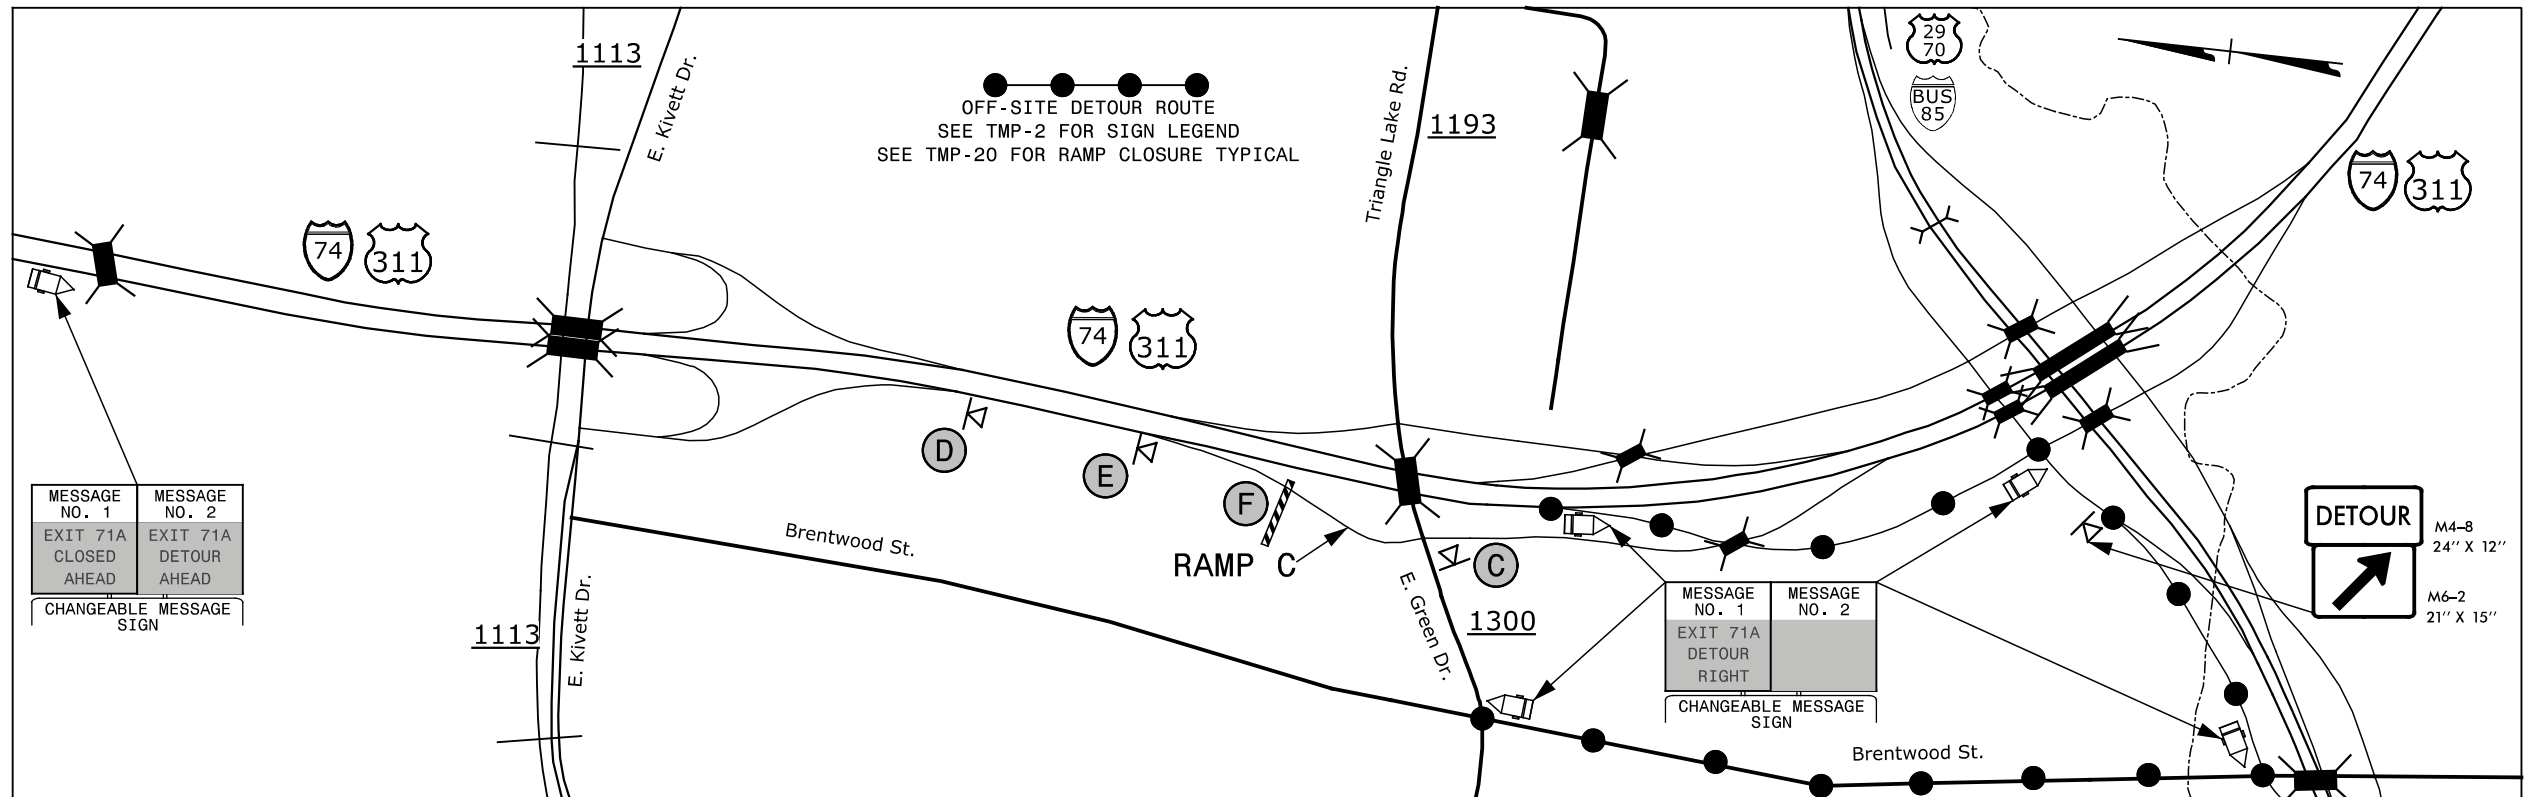 1113
E. Kivett Dr.
OFF-SITE DETOUR ROUTE
SEE TMP-2 FOR SIGN LEGEND
SEE TMP-20 FOR RAMP CLOSURE TYPICAL
Triangle Lake Rd.
1193
29
70
BUS
85
74
311
74
311
74
311
D
E
F
C
RAMP C
MESSAGE NO. 1
MESSAGE NO. 2
EXIT 71A
CLOSED
AHEAD
EXIT 71A
DETOUR
AHEAD
CHANGEABLE MESSAGE
SIGN
1113
E. Kivett Dr.
Brentwood St.
E. Green Dr.
1300
MESSAGE NO. 1
MESSAGE NO. 2
EXIT 71A
DETOUR
RIGHT
CHANGEABLE MESSAGE
SIGN
Brentwood St.
DETOUR
M4-8
24" X 12"
M6-2
21" X 15"